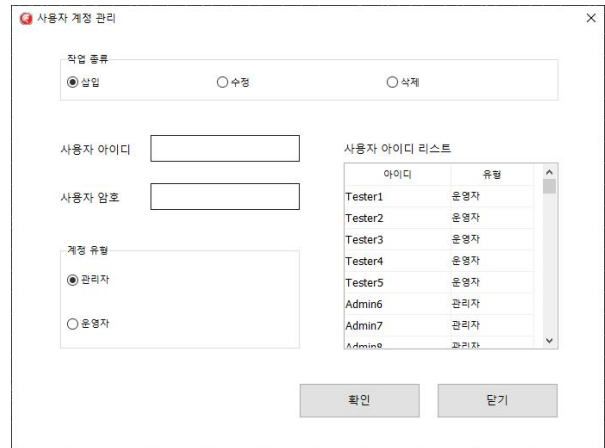 사용자 계정 관리
작업 종류
삽입 수정 삭제
사용자 아이디
사용자 암호
계정 유형
관리자
운영자
사용자 아이디 리스트
아이디 유형
Tester1 운영자
Tester2 운영자
Tester3 운영자
Tester4 운영자
Tester5 운영자
Admin6 관리자
Admin7 관리자
Admin8 관리자
확인 닫기